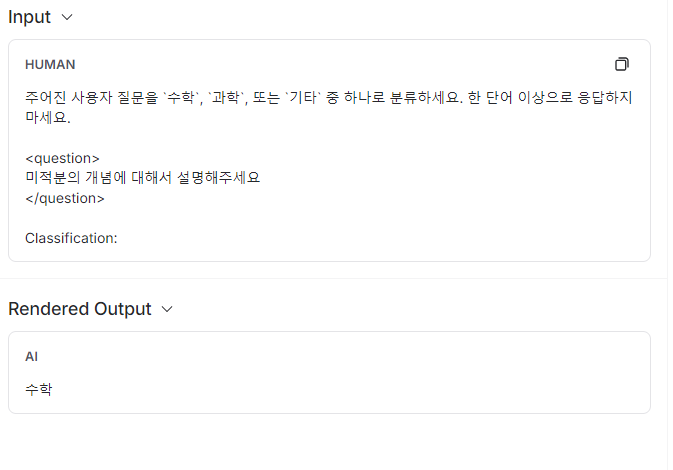 Input
HUMAN
주어진 사용자 질문을 `수학`, `과학`, 또는 `기타` 중 하나로 분류하세요. 한 단어 이상으로 응답하지
마세요.
<question>
미적분의 개념에 대해서 설명해주세요
</question>
Classification:
Rendered Output
AI
수학